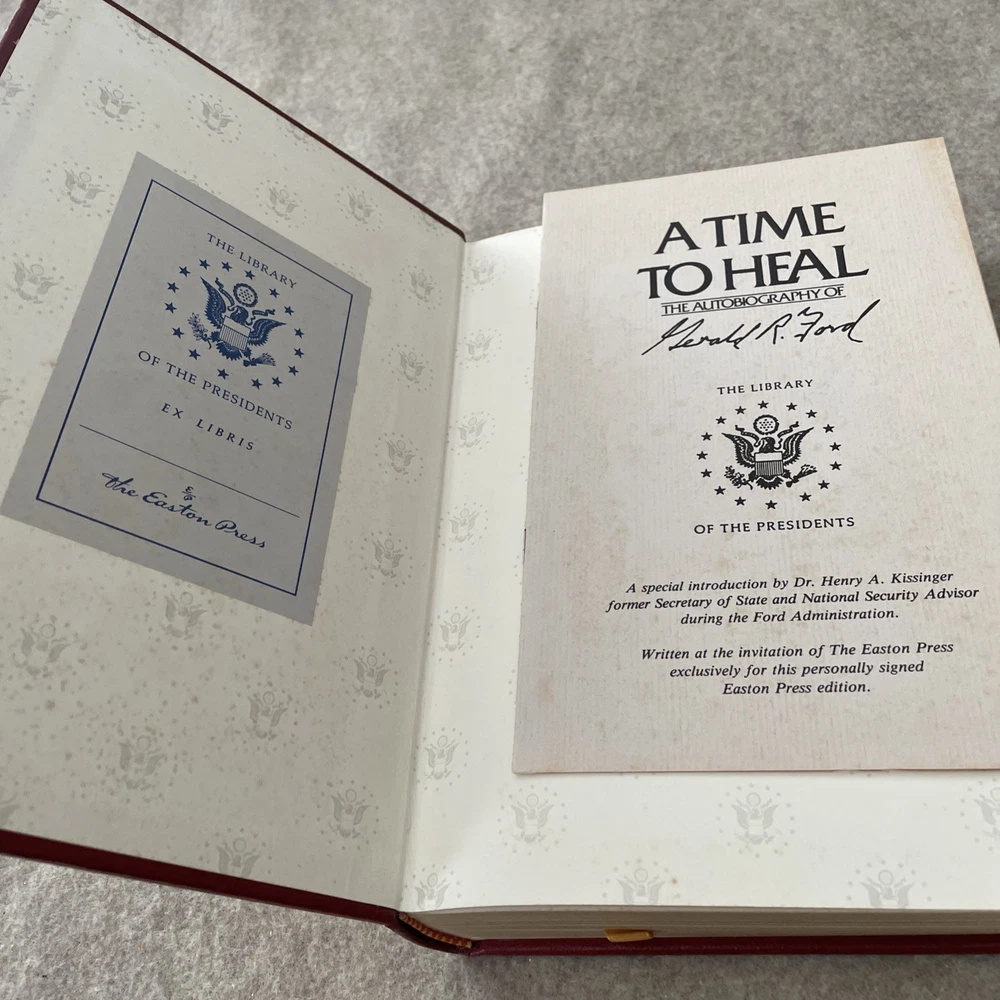 THE LIBRARY
OF THE PRESIDENTS
EX LIBRIS
the Easton Press
A TIME
TO HEAL
THE AUTOBIOGRAPHY OF
Gerald R. Ford
THE LIBRARY
OF THE PRESIDENTS
A special introduction by Dr. Henry A. Kissinger
former Secretary of State and National Security Advisor
during the Ford Administration.
Written at the invitation of The Easton Press
exclusively for this personally signed
Easton Press edition.